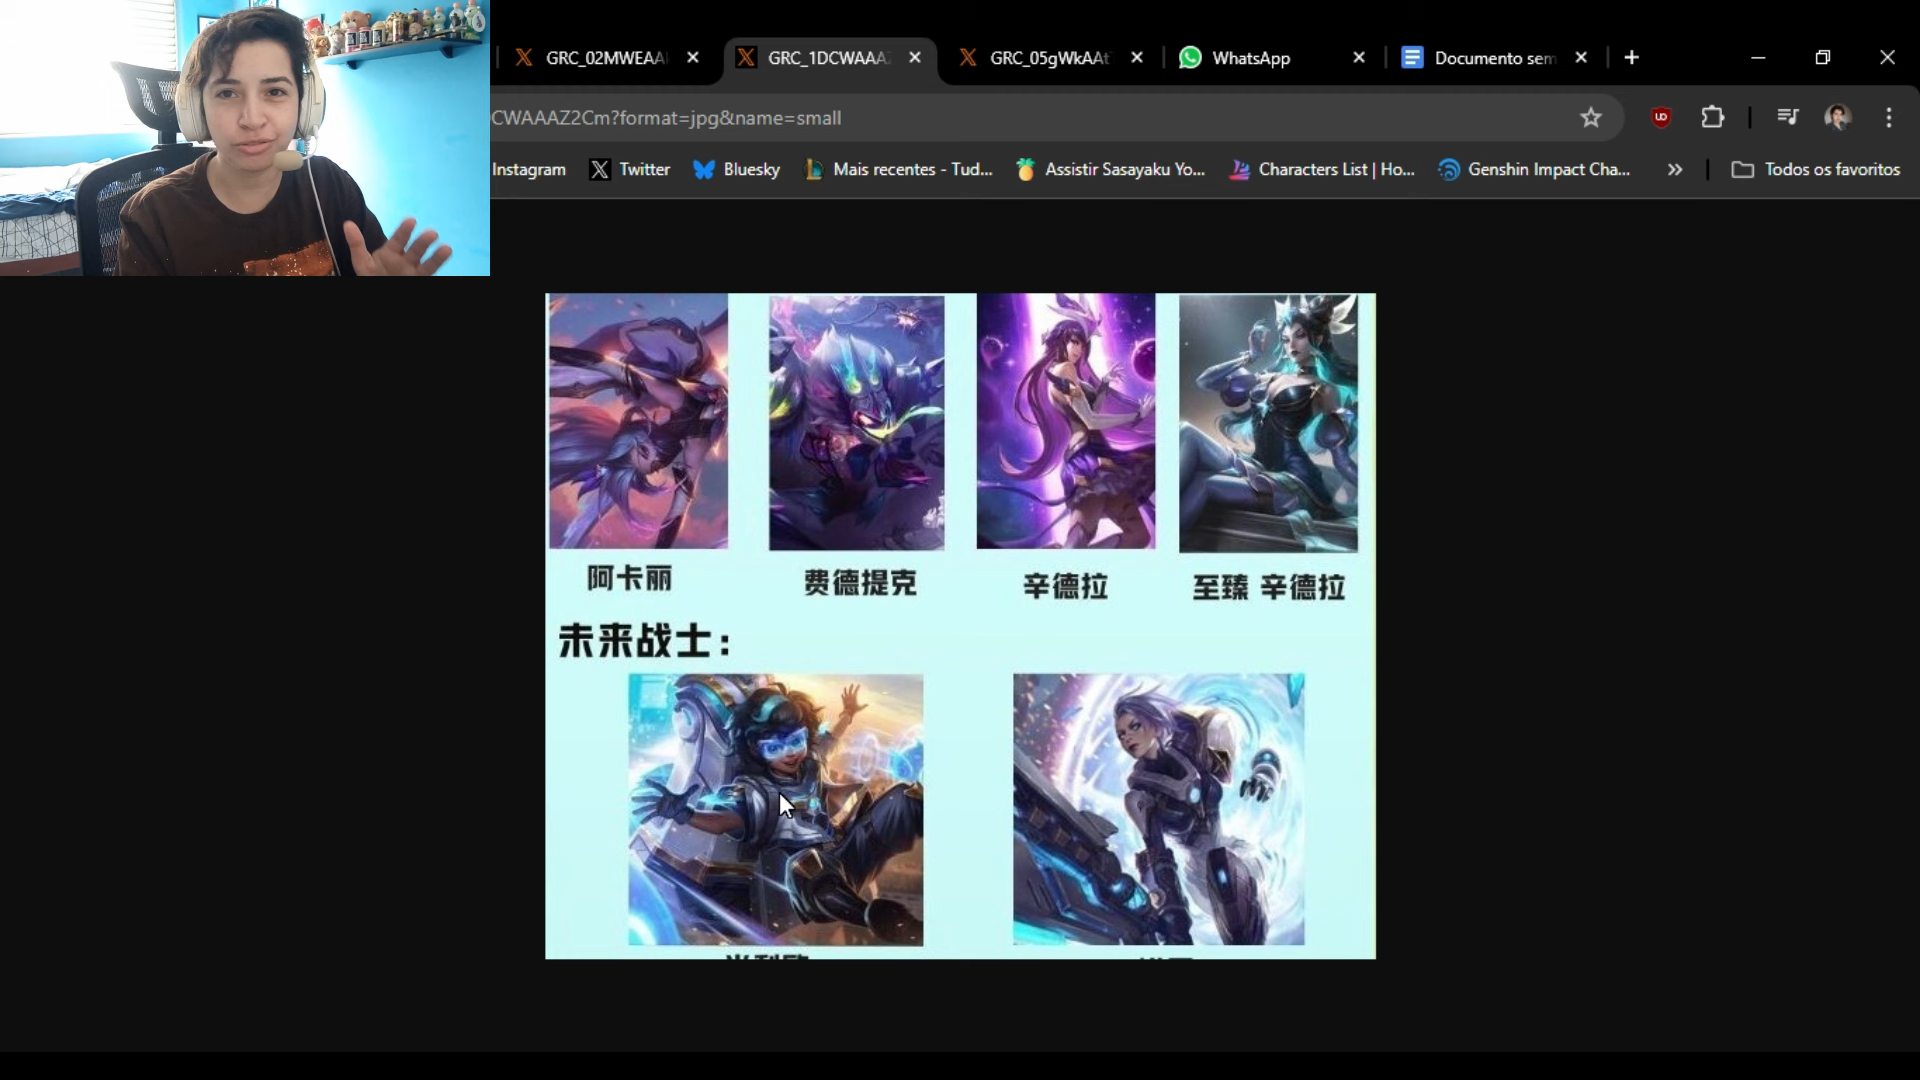 GRC_02MWEAA
GRC_1DCWAAA
GRC_05gWkAAt
WhatsApp
Documento sem
CWAAAZ2Cm?format=jpg&name=small
Instagram
Twitter
Bluesky
Mais recentes - Tud...
Assistir Sasayaku Yo...
Characters List | Ho...
Genshin Impact Cha...
Todos os favoritos
阿卡丽
费德提克
辛德拉
至臻 辛德拉
未来战士：